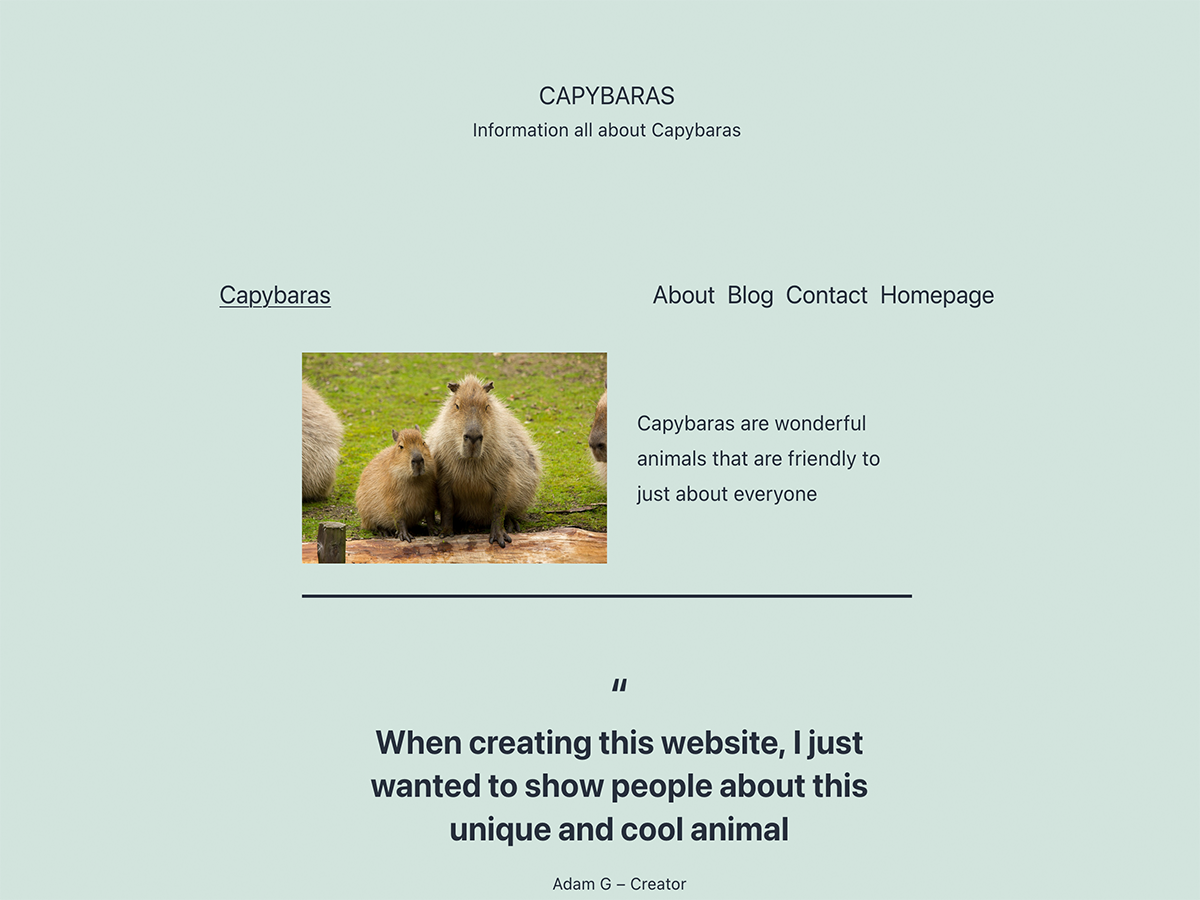 CAPYBARAS
Information all about Capybaras
Capybaras
About Blog Contact Homepage
Capybaras are wonderful
animals that are friendly to
just about everyone
“
When creating this website, I just
wanted to show people about this
unique and cool animal
Adam G – Creator